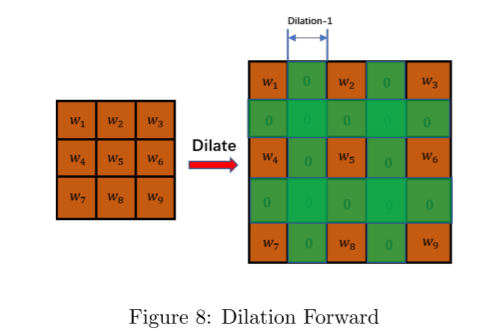 Dilation-1
w₁ 0 w₂ 0 w₃
w₁ w₂ w₃
0 0 0 0 0
Dilate
w₄ w₅ w₆
w₄ 0 w₅ 0 w₆
w₇ w₈ w₉
0 0 0 0 0
w₇ 0 w₈ 0 w₉
Figure 8: Dilation Forward